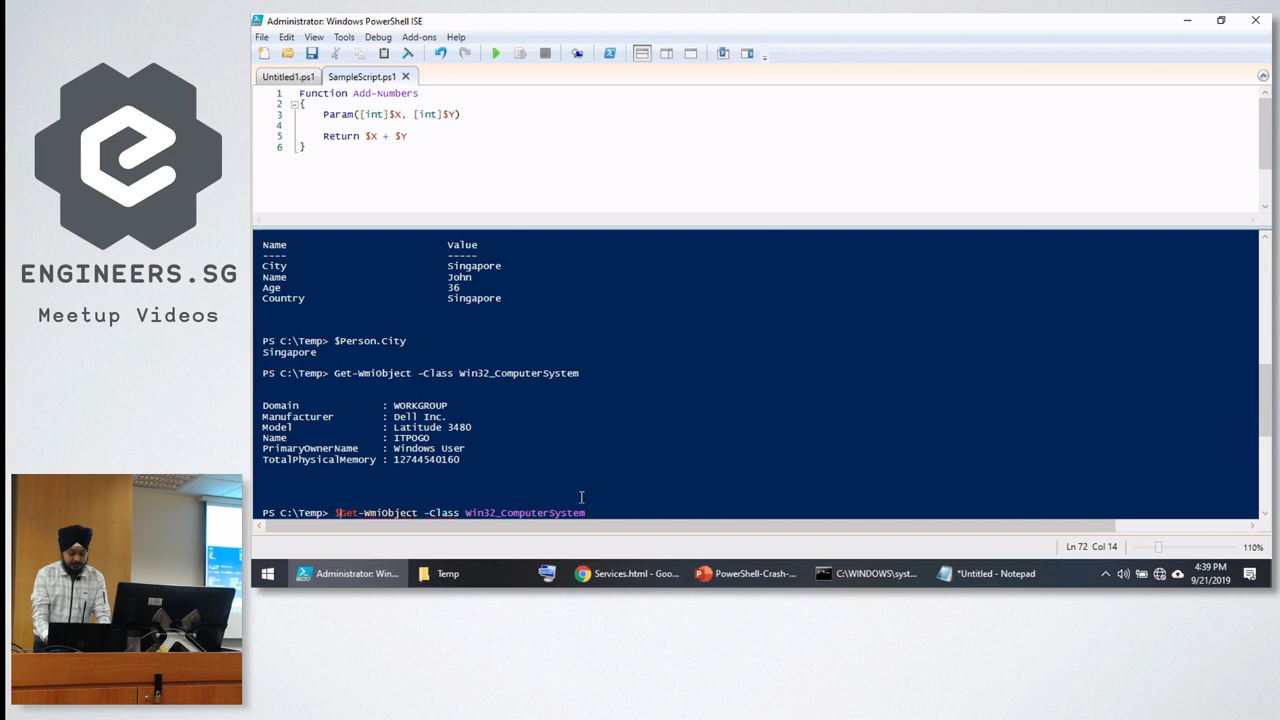 Administrator: Windows PowerShell ISE
File Edit View Tools Debug Add-ons Help
Untitled1.ps1 SampleScript.ps1
1 Function Add-Numbers
2 {
3 Param([int]$X, [int]$Y)
4
5 Return $X + $Y
6 }
ENGINEERS.SG
Meetup Videos
Name Value
---- -----
City Singapore
Name John
Age 36
Country Singapore
PS C:\Temp> $Person.City
Singapore
PS C:\Temp> Get-WmiObject -Class Win32_ComputerSystem
Domain : WORKGROUP
Manufacturer : Dell Inc.
Model : Latitude 3480
Name : ITPOGO
PrimaryOwnerName : Windows User
TotalPhysicalMemory : 12744540160
PS C:\Temp> $Get-WmiObject -Class Win32_ComputerSystem
Ln 72 Col 14 110%
Administrator: Win... Temp Services.html - Goo... PowerShell-Crash-... C:\WINDOWS\syst... *Untitled - Notepad 4:39 PM
9/21/2019